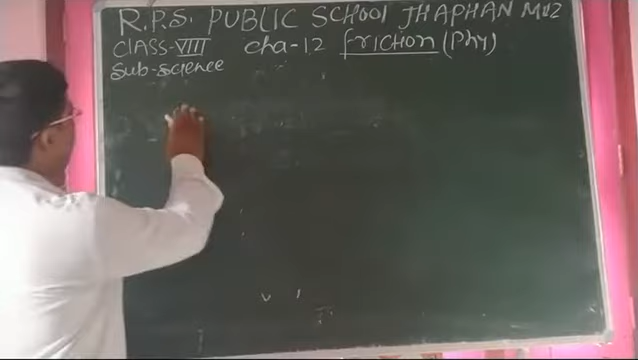 R.P.S. PUBLIC SCHOOL JHAPHAN MUZ
CLASS-VIII cha-12 friction (Phy)
Sub-science